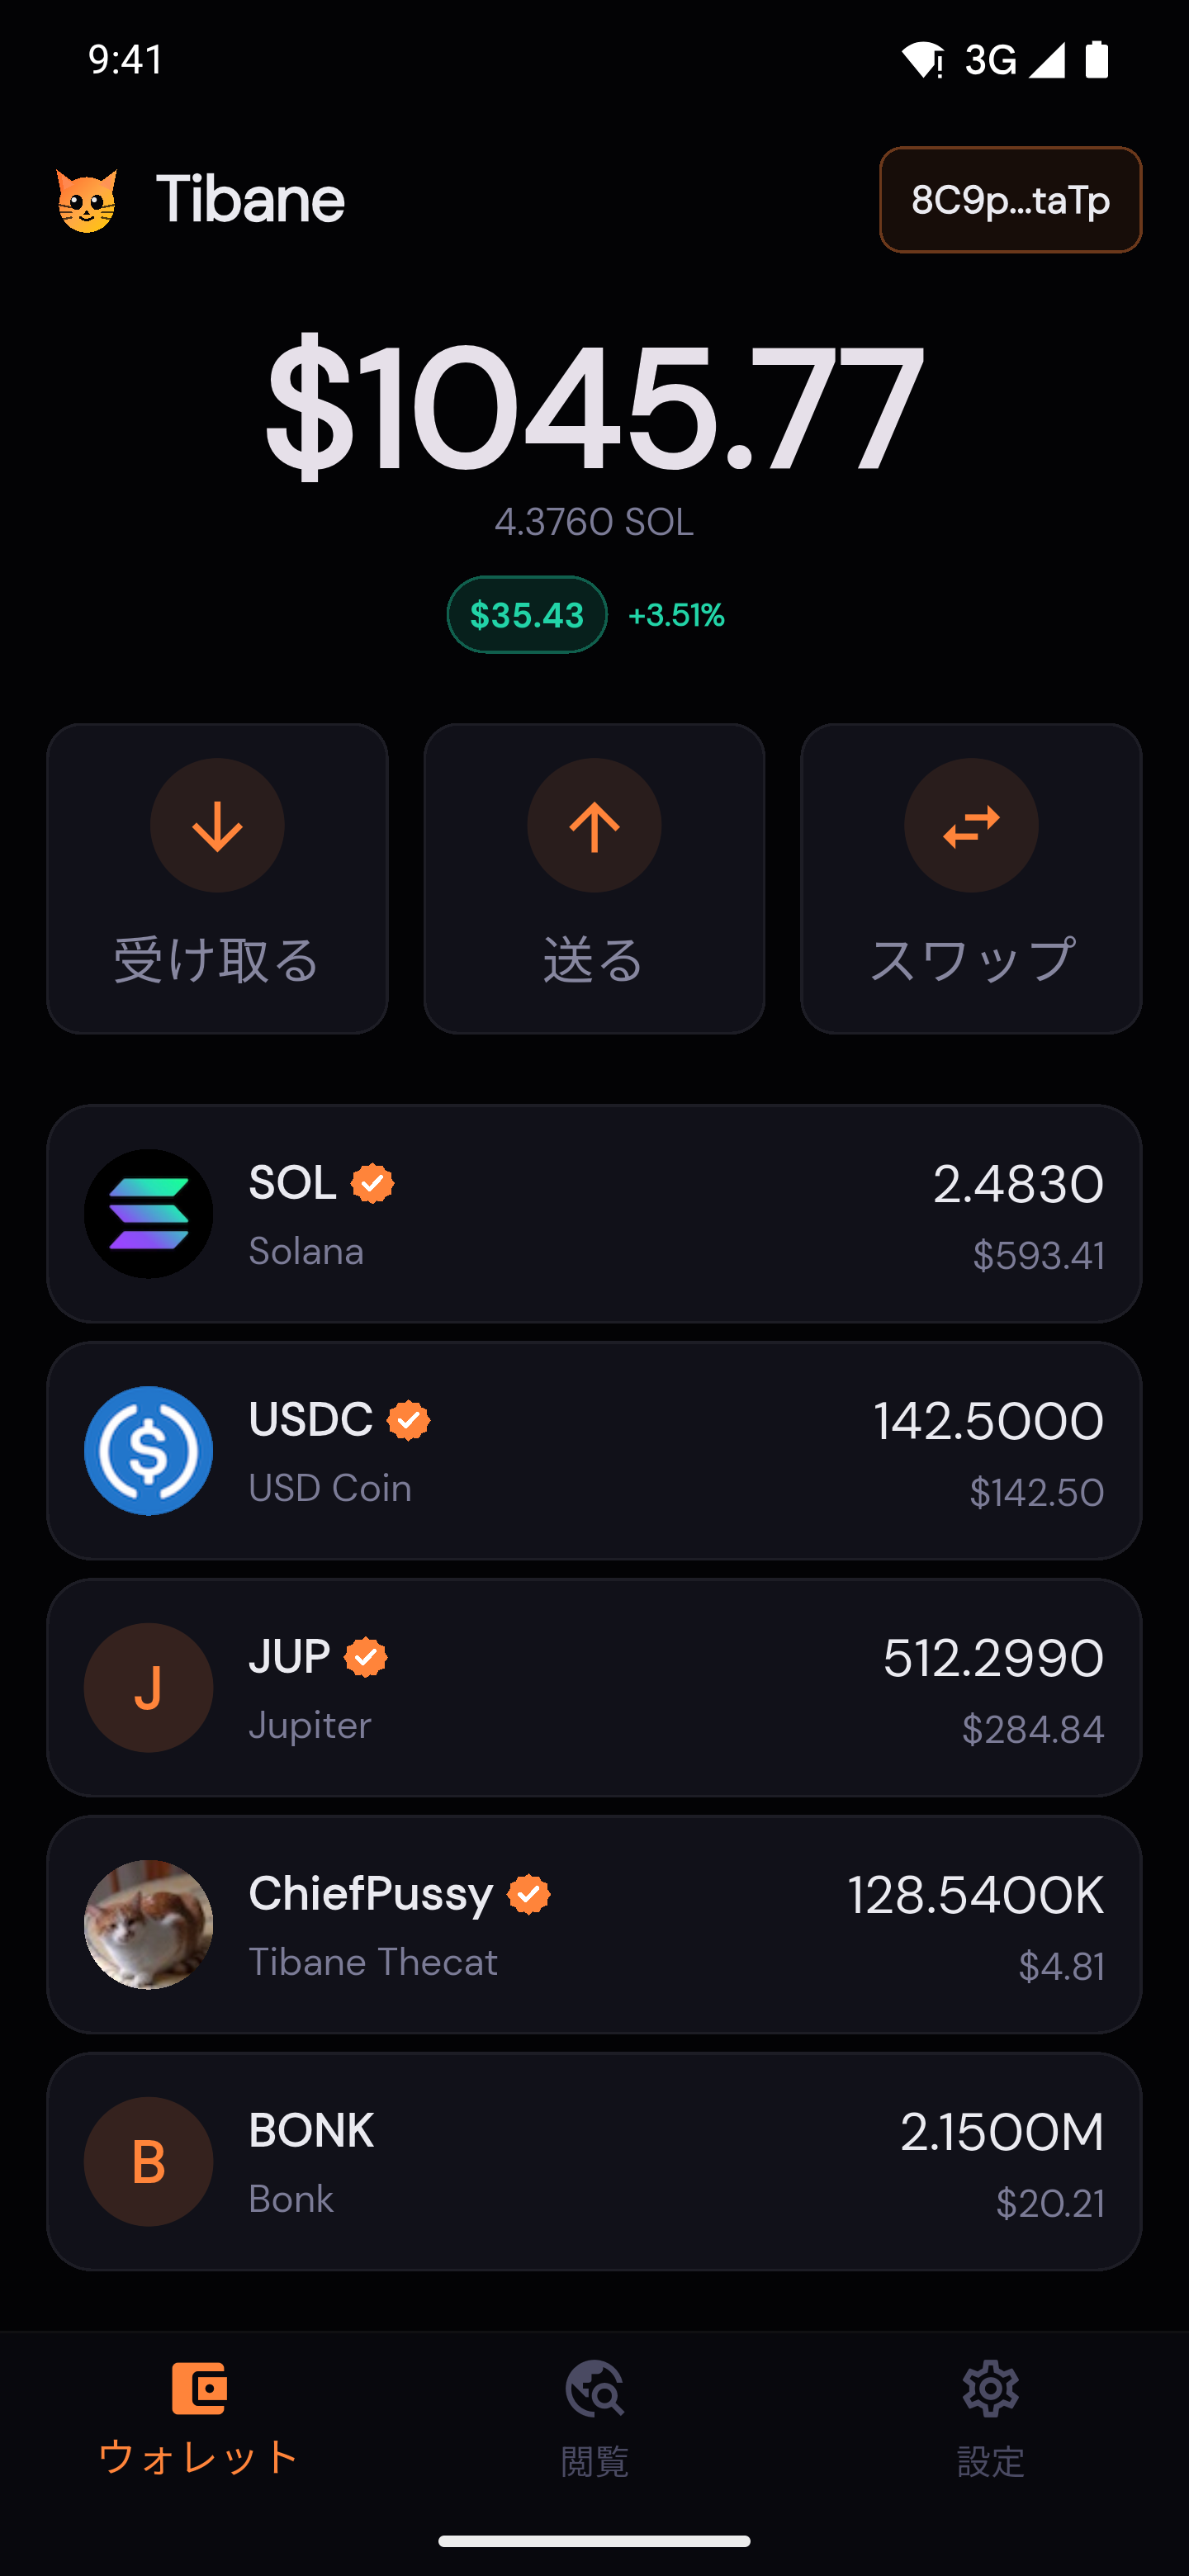 9:41
3G
Tibane
8C9p...taTp
$1045.77
4.3760 SOL
$35.43 +3.51%
受け取る
送る
スワップ
SOL
2.4830
Solana
$593.41
USDC
142.5000
USD Coin
$142.50
J
JUP
512.2990
Jupiter
$284.84
ChiefPussy
128.5400K
Tibane Thecat
$4.81
B
BONK
2.1500M
Bonk
$20.21
ウォレット
閲覧
設定